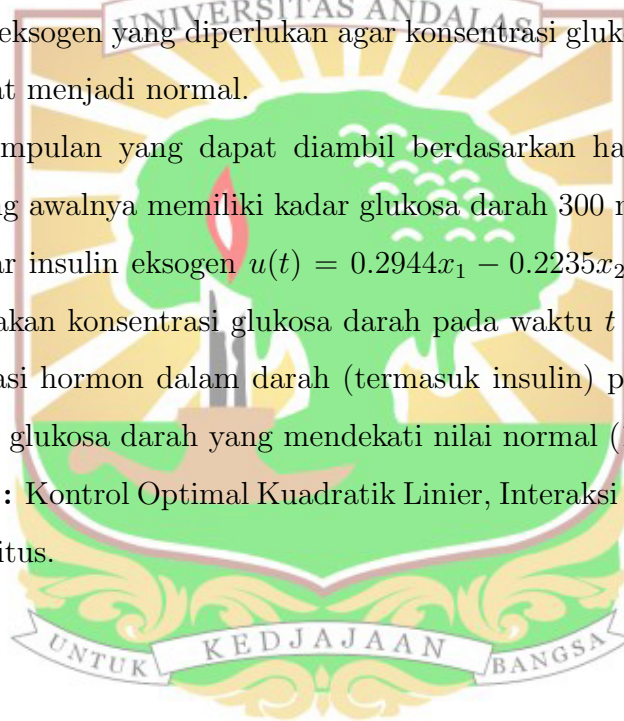 UNIVERSITAS ANDALAS
eksogen yang diperlukan agar konsentrasi gluk
at menjadi normal.
mpulan yang dapat diambil berdasarkan ha
g awalnya memiliki kadar glukosa darah 300 m
ar insulin eksogen u(t) = 0.2944x₁ − 0.2235x₂
akan konsentrasi glukosa darah pada waktu t
asi hormon dalam darah (termasuk insulin) p
glukosa darah yang mendekati nilai normal (
: Kontrol Optimal Kuadratik Linier, Interaksi
itus.
UNTUK KEDJAJAAN BANGSA